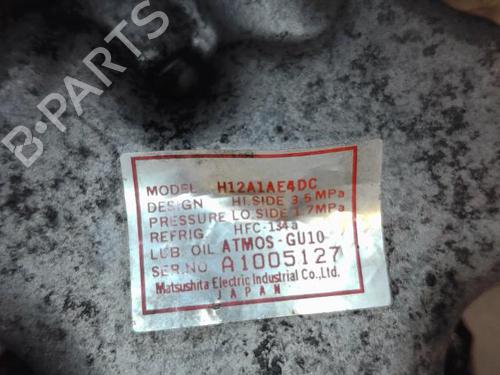 B-PARTS
MODEL H12A1AE4DC
DESIGN HI.SIDE 3.5MPa
PRESSURE LO.SIDE 1.7MPa
REFRIG HFC-134a
LUB. OIL ATMOS-GU10
SER.NO A1005127
Matsushita Electric Industrial Co.,Ltd.
JAPAN